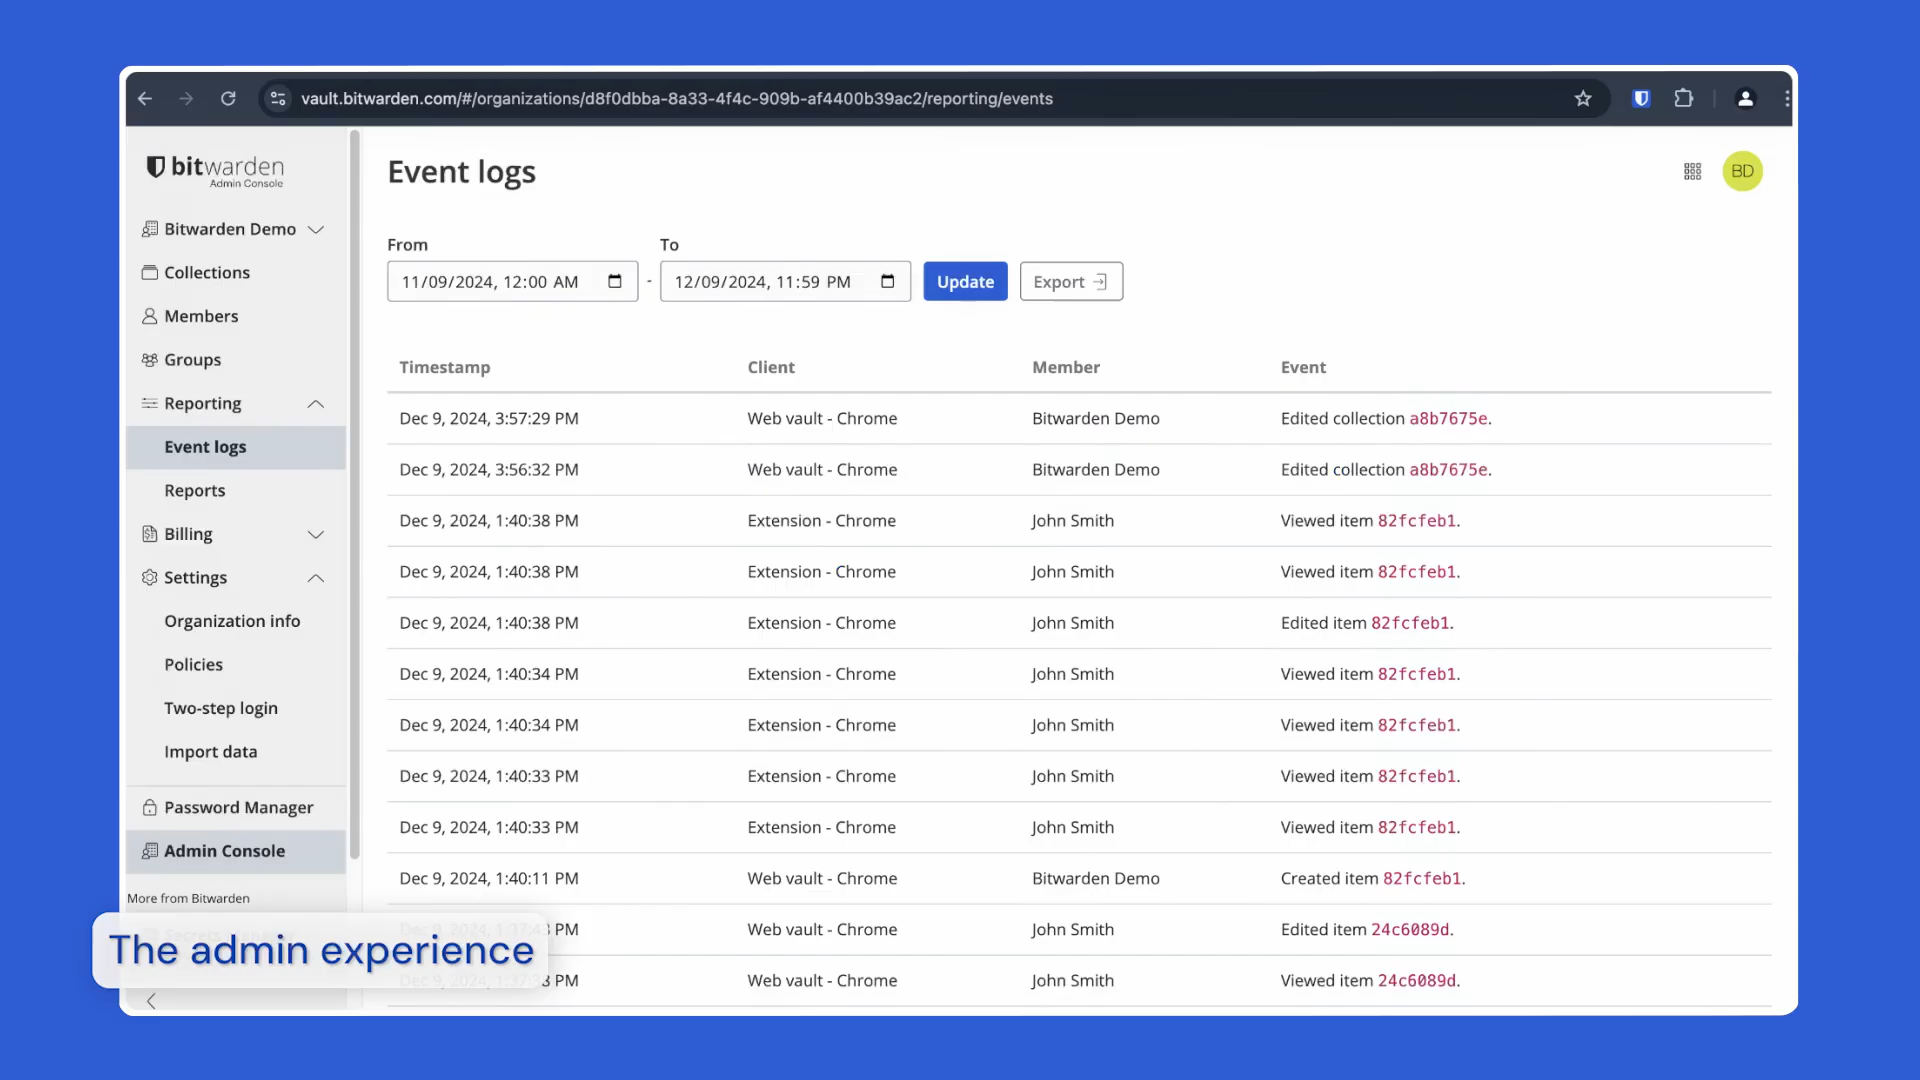 vault.bitwarden.com/#/organizations/d8f0dbba-8a33-4f4c-909b-af4400b39ac2/reporting/events
bitwarden
Admin Console
Bitwarden Demo
Collections
Members
Groups
Reporting
Event logs
Reports
Billing
Settings
Organization info
Policies
Two-step login
Import data
Password Manager
Admin Console
More from Bitwarden
The admin experience
Event logs
BD
From To
11/09/2024, 12:00 AM - 12/09/2024, 11:59 PM Update Export
Timestamp Client Member Event
Dec 9, 2024, 3:57:29 PM Web vault - Chrome Bitwarden Demo Edited collection a8b7675e.
Dec 9, 2024, 3:56:32 PM Web vault - Chrome Bitwarden Demo Edited collection a8b7675e.
Dec 9, 2024, 1:40:38 PM Extension - Chrome John Smith Viewed item 82fcfeb1.
Dec 9, 2024, 1:40:38 PM Extension - Chrome John Smith Viewed item 82fcfeb1.
Dec 9, 2024, 1:40:38 PM Extension - Chrome John Smith Edited item 82fcfeb1.
Dec 9, 2024, 1:40:34 PM Extension - Chrome John Smith Viewed item 82fcfeb1.
Dec 9, 2024, 1:40:34 PM Extension - Chrome John Smith Viewed item 82fcfeb1.
Dec 9, 2024, 1:40:33 PM Extension - Chrome John Smith Viewed item 82fcfeb1.
Dec 9, 2024, 1:40:33 PM Extension - Chrome John Smith Viewed item 82fcfeb1.
Dec 9, 2024, 1:40:11 PM Web vault - Chrome Bitwarden Demo Created item 82fcfeb1.
PM Web vault - Chrome John Smith Edited item 24c6089d.
PM Web vault - Chrome John Smith Viewed item 24c6089d.